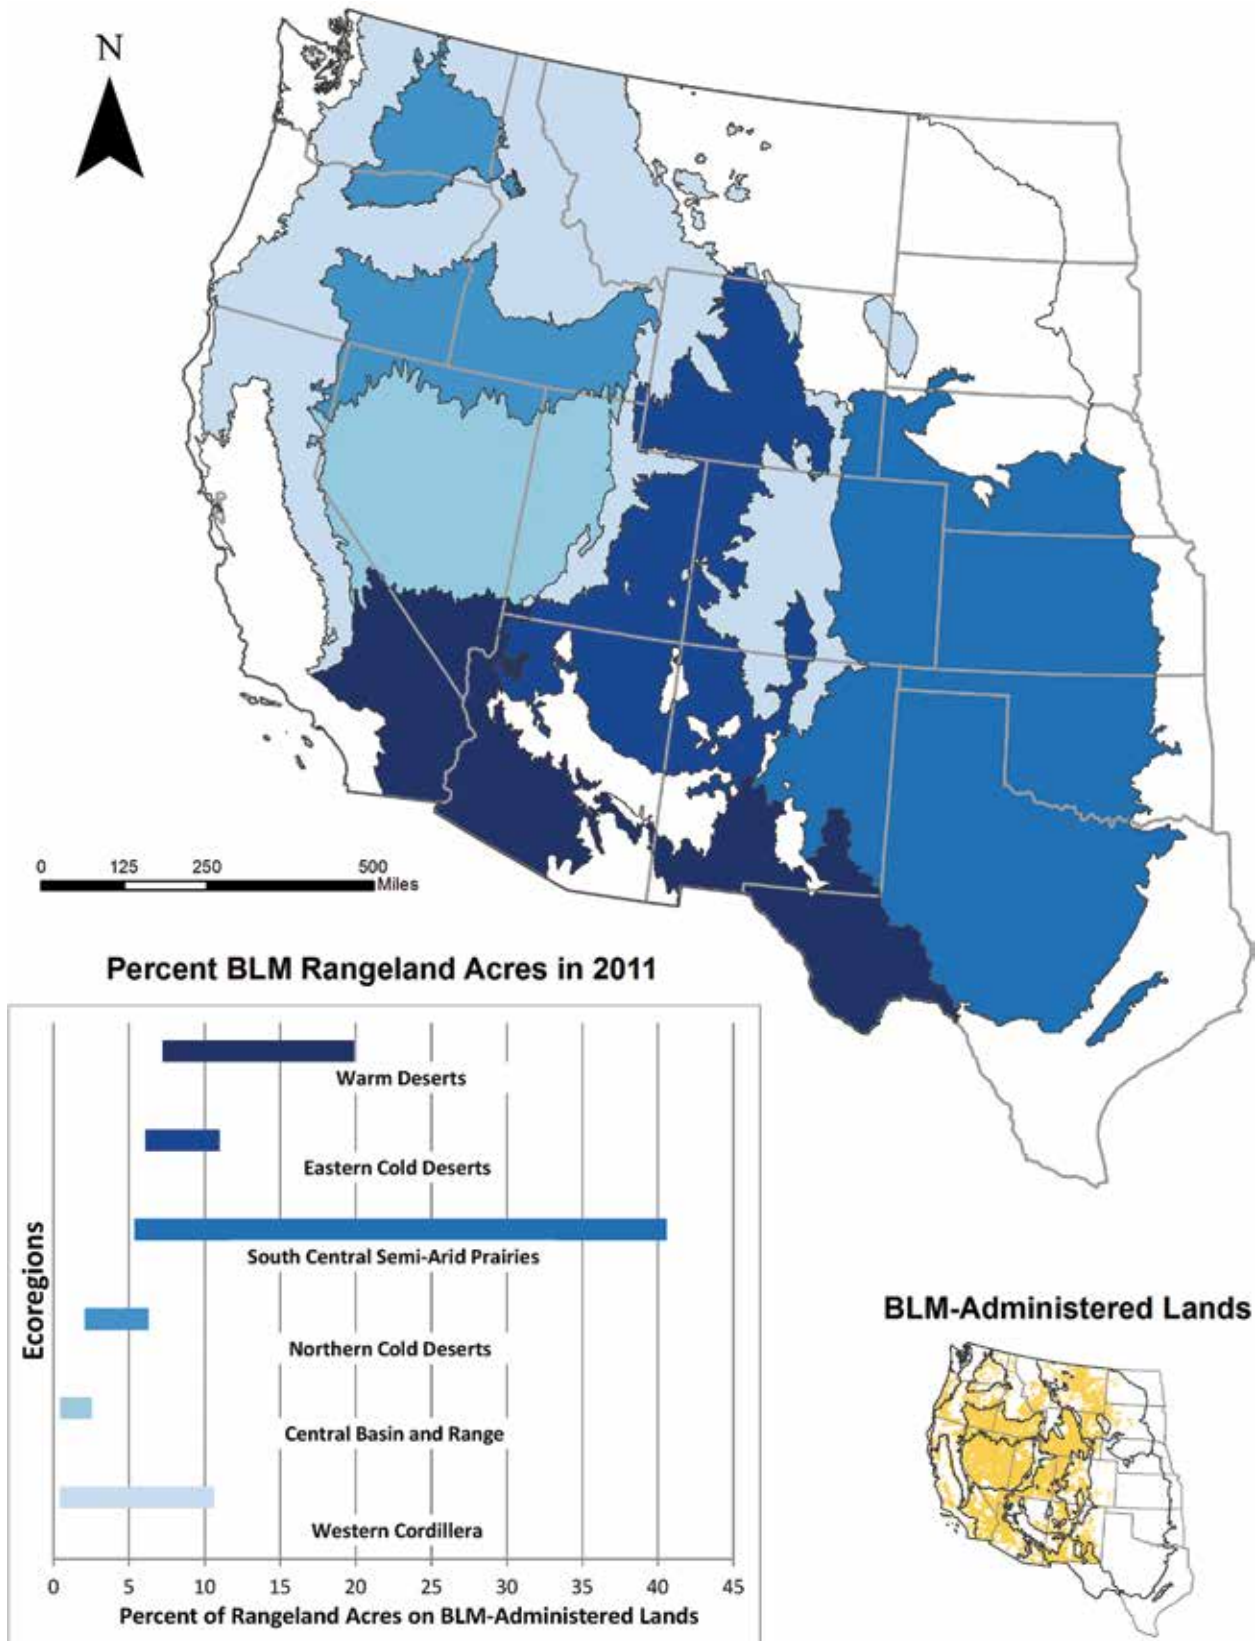 N
0 125 250 500
Miles
Percent BLM Rangeland Acres in 2011
Warm Deserts
Eastern Cold Deserts
South Central Semi-Arid Prairies
Northern Cold Deserts
Central Basin and Range
Western Cordillera
Ecoregions
0 5 10 15 20 25 30 35 40 45
Percent of Rangeland Acres on BLM-Administered Lands
BLM-Administered Lands